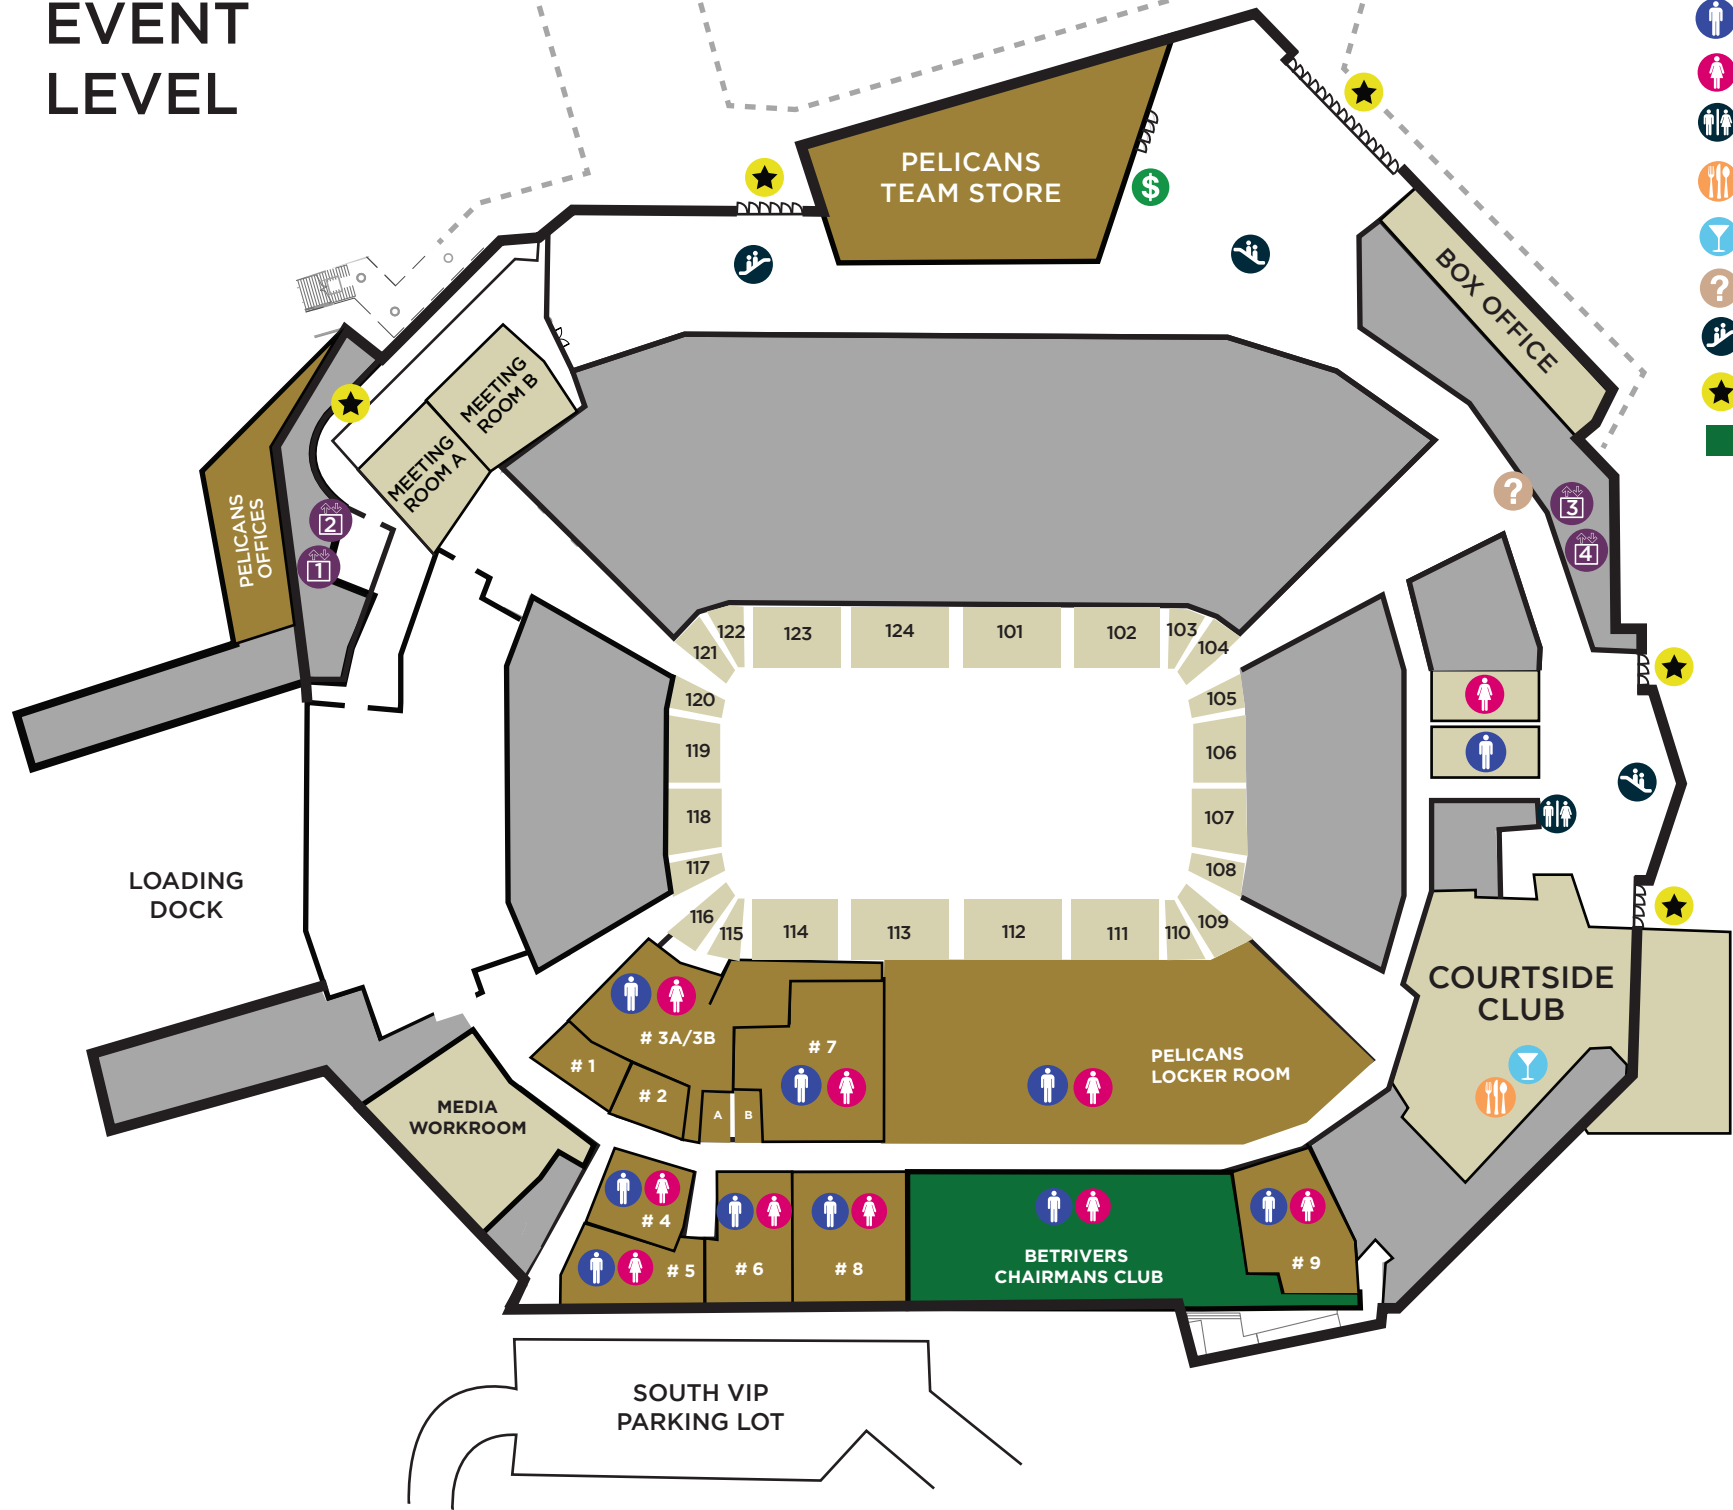 EVENT
LEVEL
PELICANS
TEAM STORE
$
BOX OFFICE
?
?
MEETING
ROOM B
MEETING
ROOM A
PELICANS
OFFICES
2
1
3
4
122
123
124
101
102
103
121
104
120
105
119
106
118
107
117
108
116
109
115
114
113
112
111
110
LOADING
DOCK
COURTSIDE
CLUB
# 3A/3B
# 7
# 1
# 2
A
B
PELICANS
LOCKER ROOM
MEDIA
WORKROOM
# 4
# 5
# 6
# 8
BETRIVERS
CHAIRMANS CLUB
# 9
SOUTH VIP
PARKING LOT